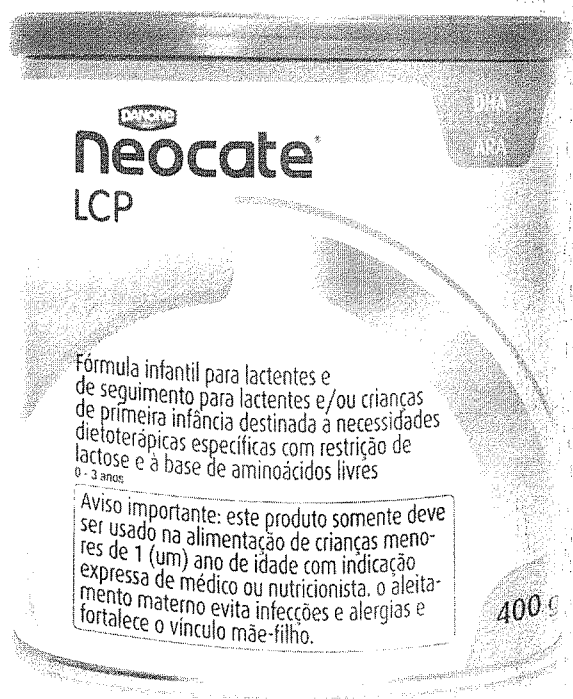 DANONE
neocate®
LCP
DHA
ARA
Fórmula infantil para lactentes e
de seguimento para lactentes e/ou crianças
de primeira infância destinada a necessidades
dietoterápicas específicas com restrição de
lactose e à base de aminoácidos livres
0 - 3 anos
Aviso importante: este produto somente deve
ser usado na alimentação de crianças meno-
res de 1 (um) ano de idade com indicação
expressa de médico ou nutricionista. o aleita-
mento materno evita infecções e alergias e
fortalece o vínculo mãe-filho.
400 g